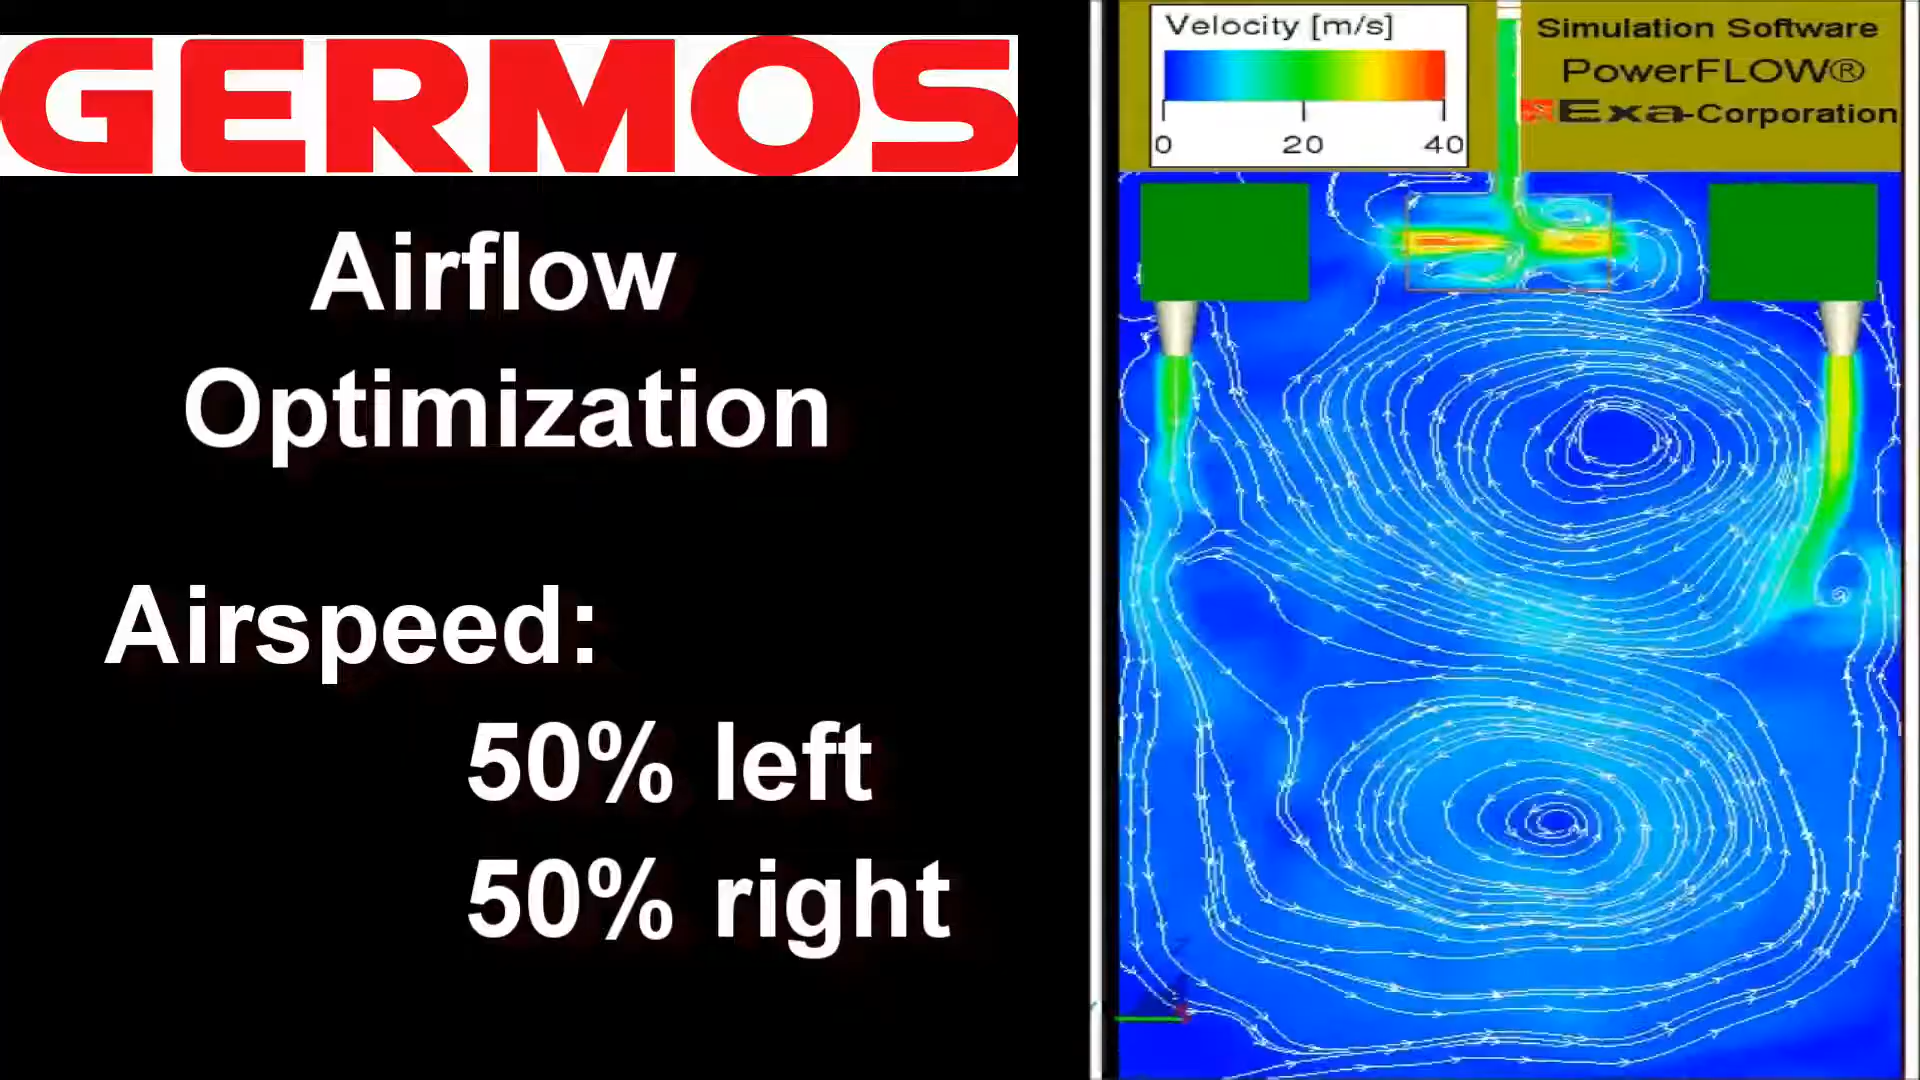 GERMOS
Airflow
Optimization
Airspeed:
50% left
50% right
Velocity [m/s]
0 20 40
Simulation Software
PowerFLOW®
Exa-Corporation